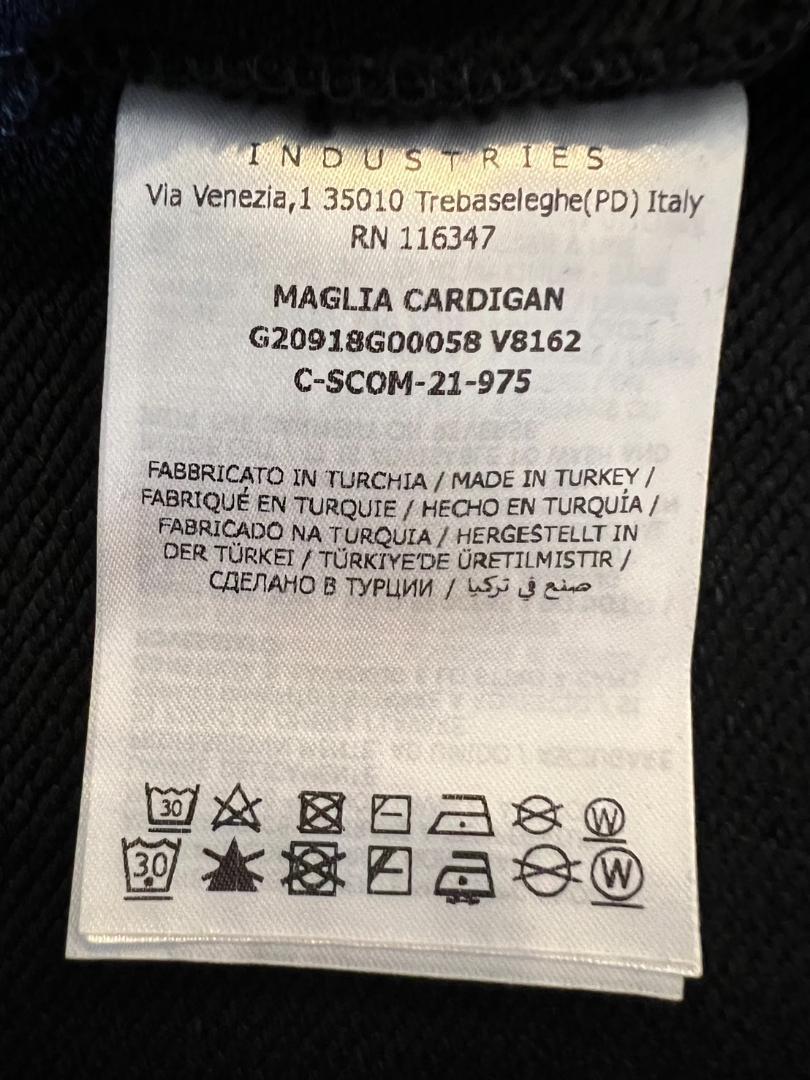 INDUSTRIES
Via Venezia,1 35010 Trebaseleghe(PD) Italy
RN 116347
MAGLIA CARDIGAN
G20918G00058 V8162
C-SCOM-21-975
FABBRICATO IN TURCHIA / MADE IN TURKEY /
FABRIQUÉ EN TURQUIE / HECHO EN TURQUÍA /
FABRICADO NA TURQUIA / HERGESTELLT IN
DER TÜRKEI / TÜRKIYE'DE ÜRETILMISTIR /
СДЕЛАНО В ТУРЦИИ / صنع في تركيا
30 W
30 W